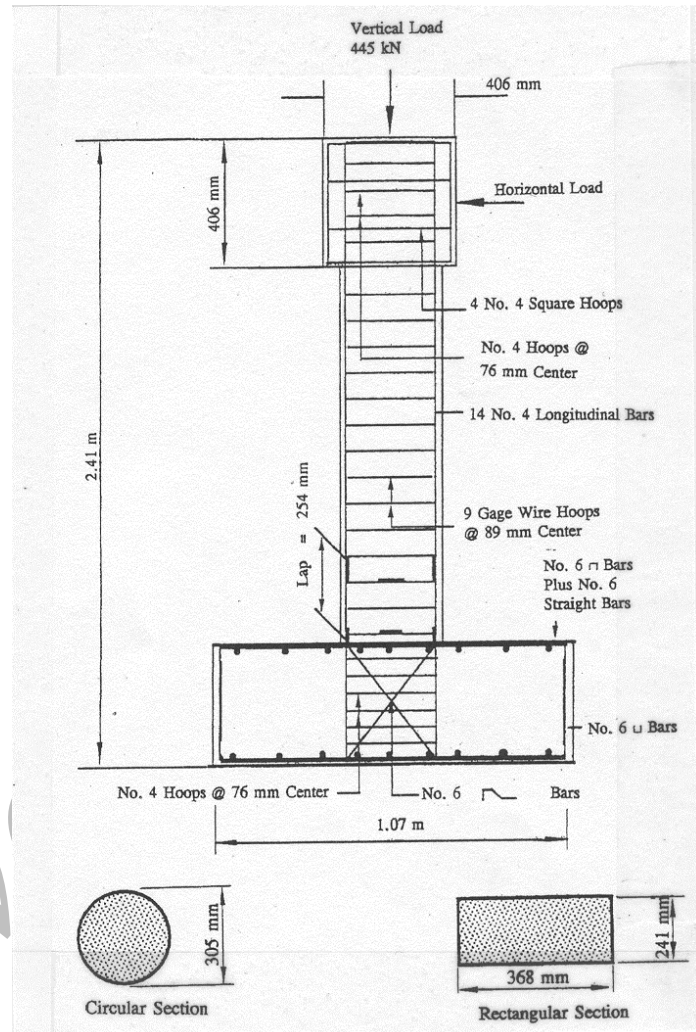 Vertical Load
445 kN
406 mm
406 mm
Horizontal Load
4 No. 4 Square Hoops
No. 4 Hoops @
76 mm Center
14 No. 4 Longitudinal Bars
2.41 m
Lap = 254 mm
9 Gage Wire Hoops
@ 89 mm Center
No. 6 ⊓ Bars
Plus No. 6
Straight Bars
No. 6 ⊔ Bars
No. 4 Hoops @ 76 mm Center
No. 6 Bars
1.07 m
305 mm
241 mm
368 mm
Circular Section
Rectangular Section